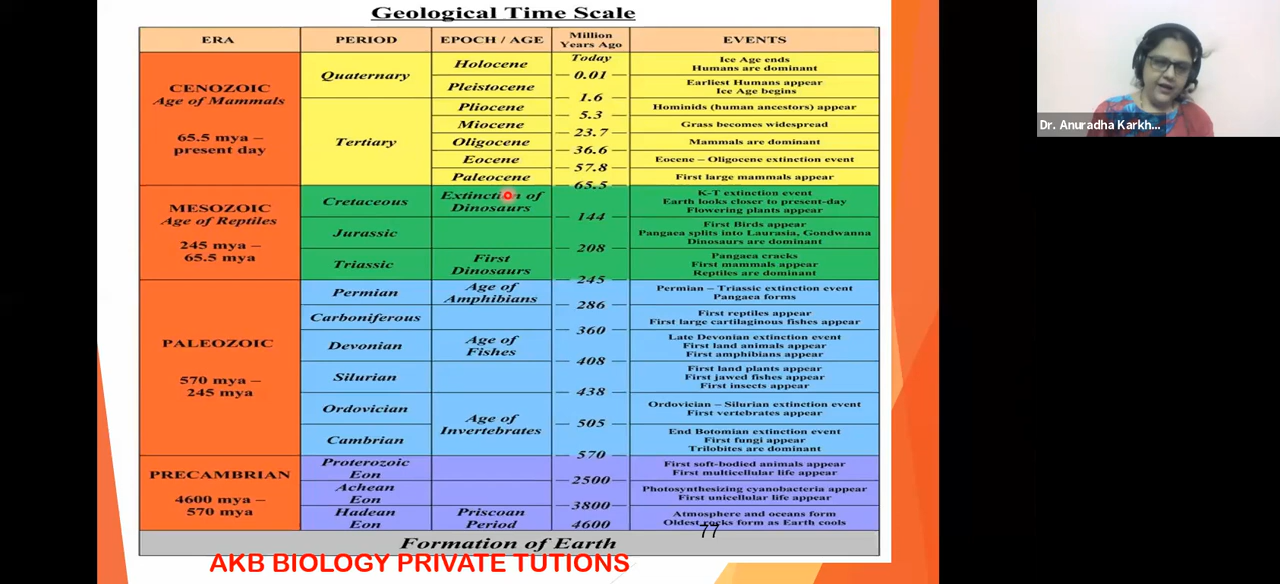 Geological Time Scale
ERA PERIOD EPOCH / AGE Million Years Ago EVENTS
CENOZOIC
Age of Mammals
65.5 mya –
present day
Quaternary
Tertiary
Holocene
Pleistocene
Pliocene
Miocene
Oligocene
Eocene
Paleocene
Today
0.01
1.6
5.3
23.7
36.6
57.8
65.5
Ice Age ends
Humans are dominant
Earliest Humans appear
Ice Age begins
Hominids (human ancestors) appear
Grass becomes widespread
Mammals are dominant
Eocene – Oligocene extinction event
First large mammals appear
MESOZOIC
Age of Reptiles
245 mya –
65.5 mya
Cretaceous
Jurassic
Triassic
Extinction of
Dinosaurs
First
Dinosaurs
144
208
245
K-T extinction event
Earth looks closer to present-day
Flowering plants appear
First Birds appear
Pangaea splits into Laurasia, Gondwanna
Dinosaurs are dominant
Pangaea cracks
First mammals appear
Reptiles are dominant
PALEOZOIC
570 mya –
245 mya
Permian
Carboniferous
Devonian
Silurian
Ordovician
Cambrian
Age of
Amphibians
Age of
Fishes
Age of
Invertebrates
286
360
408
438
505
570
Permian – Triassic extinction event
Pangaea forms
First reptiles appear
First large cartilaginous fishes appear
Late Devonian extinction event
First land animals appear
First amphibians appear
First land plants appear
First jawed fishes appear
First insects appear
Ordovician – Silurian extinction event
First vertebrates appear
End Botomian extinction event
First fungi appear
Trilobites are dominant
PRECAMBRIAN
4600 mya –
570 mya
Proterozoic
Eon
Achean
Eon
Hadean
Eon
Priscoan
Period
2500
3800
4600
First soft-bodied animals appear
First multicellular life appear
Photosynthesizing cyanobacteria appear
First unicellular life appear
Atmosphere and oceans form
Oldest rocks form as Earth cools
77
Formation of Earth
AKB BIOLOGY PRIVATE TUTIONS
Dr. Anuradha Karkh...